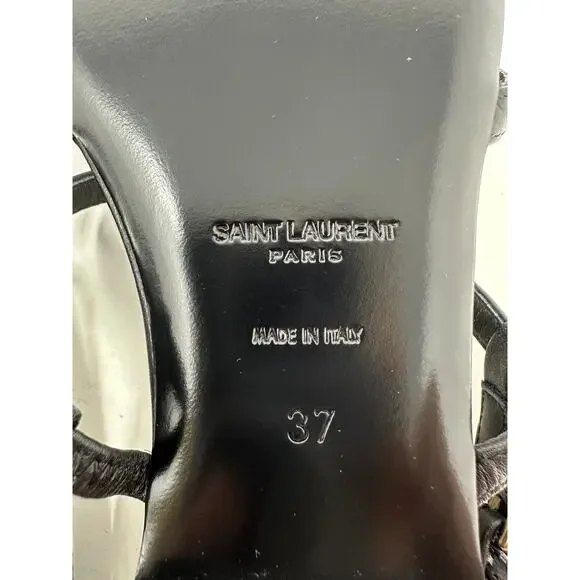 SAINT LAURENT
PARIS
MADE IN ITALY
37